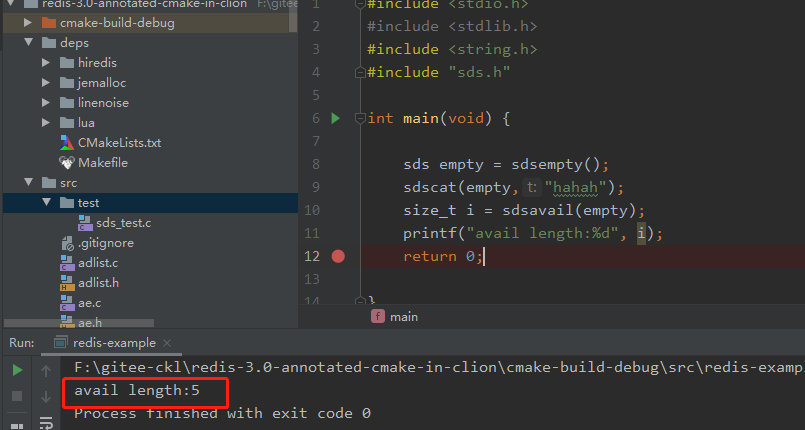 redis-3.0-annotated-cmake-in-clion F:\gitee
cmake-build-debug
deps
hiredis
jemalloc
linenoise
lua
CMakeLists.txt
Makefile
src
test
sds_test.c
.gitignore
adlist.c
adlist.h
ae.c
ae.h
1 #include <stdio.h>
2 #include <stdlib.h>
3 #include <string.h>
4 #include "sds.h"
5
6 int main(void) {
7
8 sds empty = sdsempty();
9 sdscat(empty, t: "hahah");
10 size_t i = sdsavail(empty);
11 printf("avail length:%d", i);
12 return 0;
13
14 }
f main
Run: redis-example
F:\gitee-ckl\redis-3.0-annotated-cmake-in-clion\cmake-build-debug\src\redis-examp
avail length:5
Process finished with exit code 0